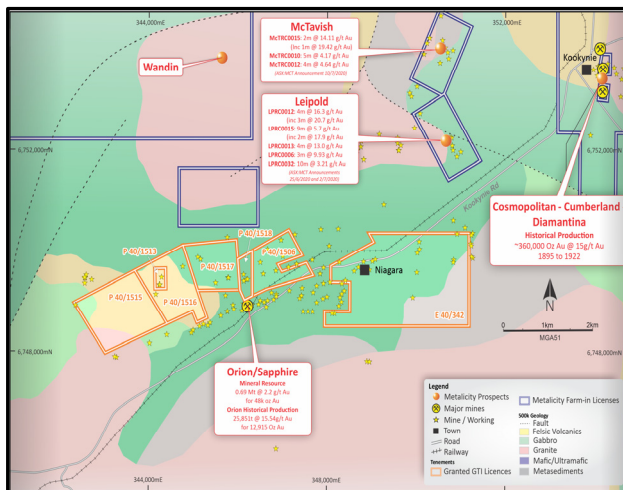 344,000mE
352,000mE
McTavish
McTRC0015: 2m @ 14.11 g/t Au
(inc 1m @ 19.42 g/t Au)
McTRC0010: 5m @ 4.17 g/t Au
McTRC0012: 4m @ 4.64 g/t Au
(ASX MCT Announcement 10/7/2020)
Wandin
Kookynie
Leipold
LPRC0012: 4m @ 16.3 g/t Au
(inc 3m @ 20.7 g/t Au
LPRC0015: 9m @ 5.7 g/t Au
(inc 2m @ 17.9 g/t Au
LPRC0013: 4m @ 13.0g/t Au
LPRC0006: 3m @ 9.93 g/t Au
LPRC0032: 10m @ 3.21 g/t Au
(ASX MCT Announcements
25/6/2020 and 2/7/2020)
6,752,000mN
6,752,000mN
Kookynie Rd
Cosmopolitan - Cumberland
Diamantina
Historical Production
~360,000 Oz Au @ 15g/t Au
1895 to 1922
P 40/1518
P 40/1513
P 40/1506
P 40/1517
P 40/1515
P 40/1516
Niagara
E 40/342
N
0 1km 2km
MGA51
6,748,000mN
6,748,000mN
Orion/Sapphire
Mineral Resource
0.69 Mt @ 2.2 g/t Au
for 48k oz Au
Orion Historical Production
25,851t @ 15.54g/t Au
for 12,915 Oz Au
Legend
Metalicity Prospects
Major mines
Mine / Working
Town
Road
Railway
Tenements
Granted GTI Licences
Metalicity Farm-in Licenses
500k Geology
Fault
Felsic Volcanics
Gabbro
Granite
Mafic/Ultramafic
Metasediments
344,000mE
348,000mE